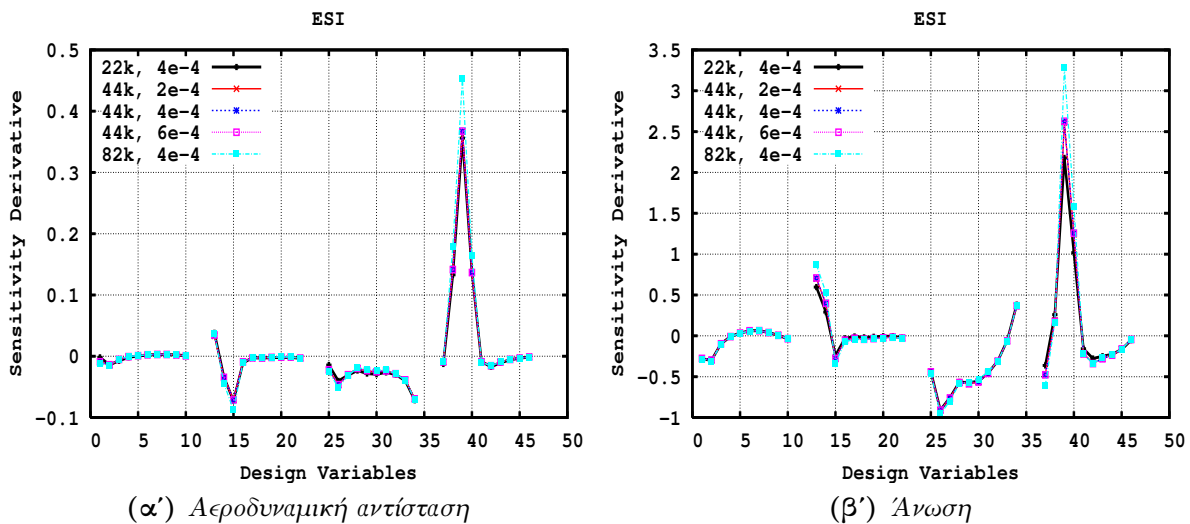 ESI
0.5
0.4
0.3
0.2
0.1
0
−0.1
Sensitivity Derivative
22k, 4e−4
44k, 2e−4
44k, 4e−4
44k, 6e−4
82k, 4e−4
0 5 10 15 20 25 30 35 40 45 50
Design Variables
(αʹ) Αεροδυναμική αντίσταση
ESI
3.5
3
2.5
2
1.5
1
0.5
0
−0.5
−1
Sensitivity Derivative
22k, 4e−4
44k, 2e−4
44k, 4e−4
44k, 6e−4
82k, 4e−4
0 5 10 15 20 25 30 35 40 45 50
Design Variables
(βʹ) Άνωση